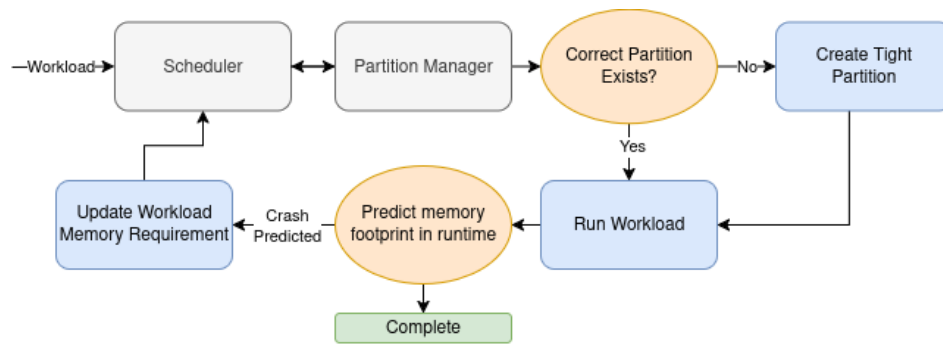 Workload
Scheduler
Partition Manager
Correct Partition
Exists?
No
Create Tight
Partition
Yes
Update Workload
Memory Requirement
Crash
Predicted
Predict memory
footprint in runtime
Run Workload
Complete